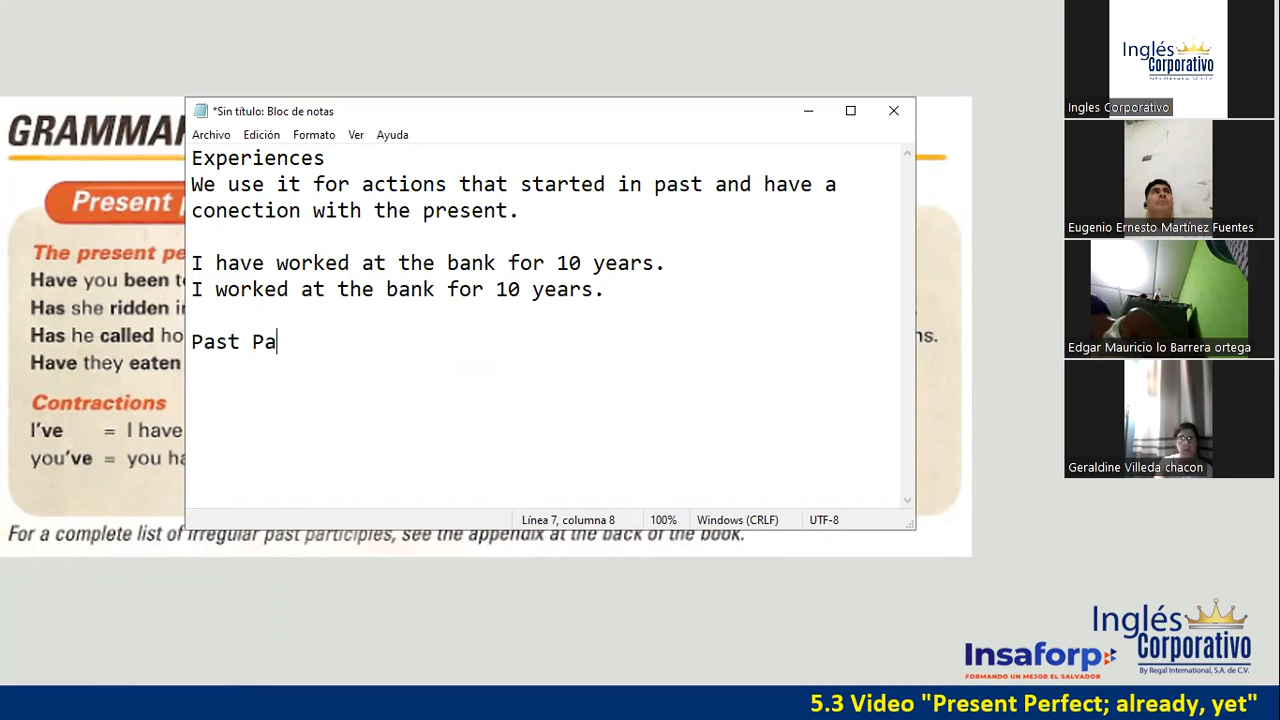 GRAMMAR
*Sin título: Bloc de notas
Archivo Edición Formato Ver Ayuda
Experiences
We use it for actions that started in past and have a
conection with the present.
I have worked at the bank for 10 years.
I worked at the bank for 10 years.
Past Pa
Línea 7, columna 8 100% Windows (CRLF) UTF-8
Present
The present pe
Have you been t
Has she ridden i
Has he called ho
Have they eaten
ns.
Contractions
I've = I have
you've = you ha
For a complete list of irregular past participles, see the appendix at the back of the book.
Inglés
Corporativo
Ingles Corporativo
Eugenio Ernesto Martínez Fuentes
Edgar Mauricio lo Barrera ortega
Geraldine Villeda chacon
Insaforp
FORMANDO UN MEJOR EL SALVADOR
Inglés
Corporativo
By Regal International, S.A. de C.V.
5.3 Video "Present Perfect; already, yet"